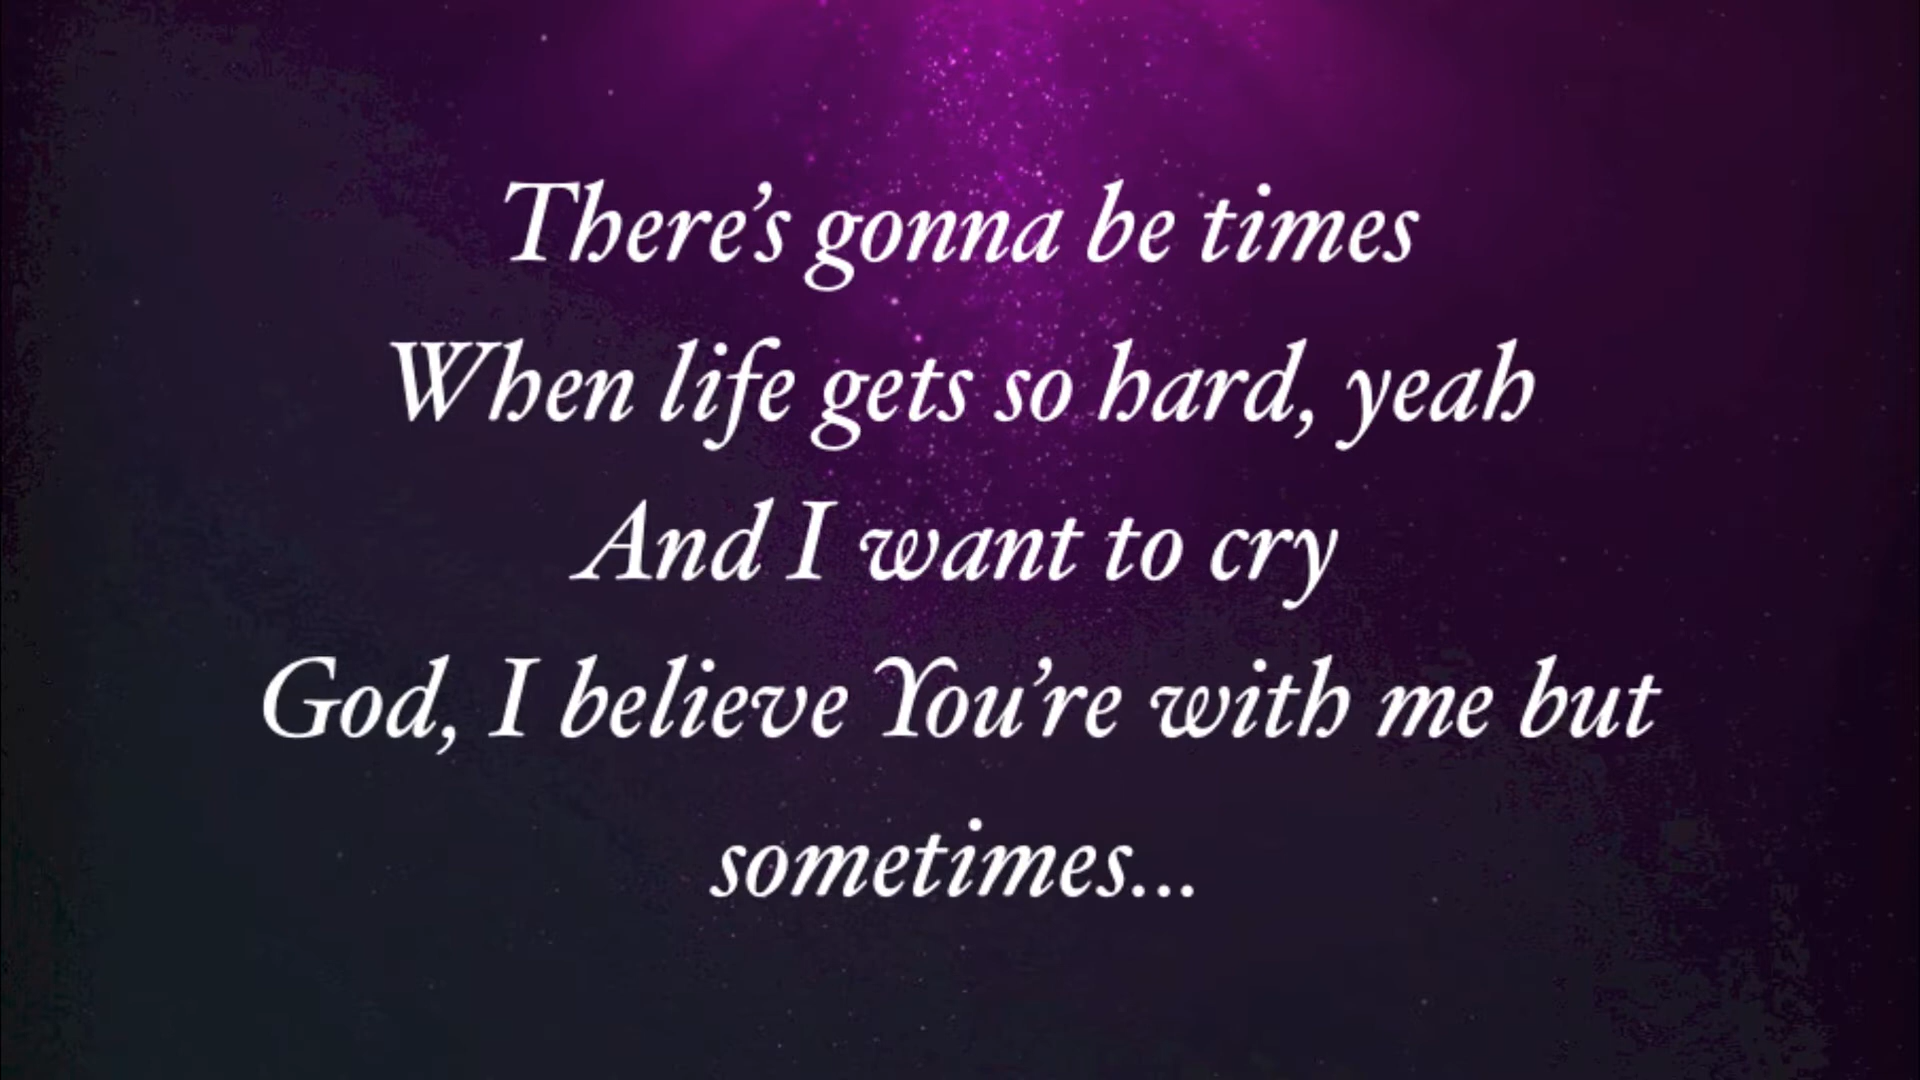 There’s gonna be times
When life gets so hard, yeah
And I want to cry
God, I believe You’re with me but
sometimes...